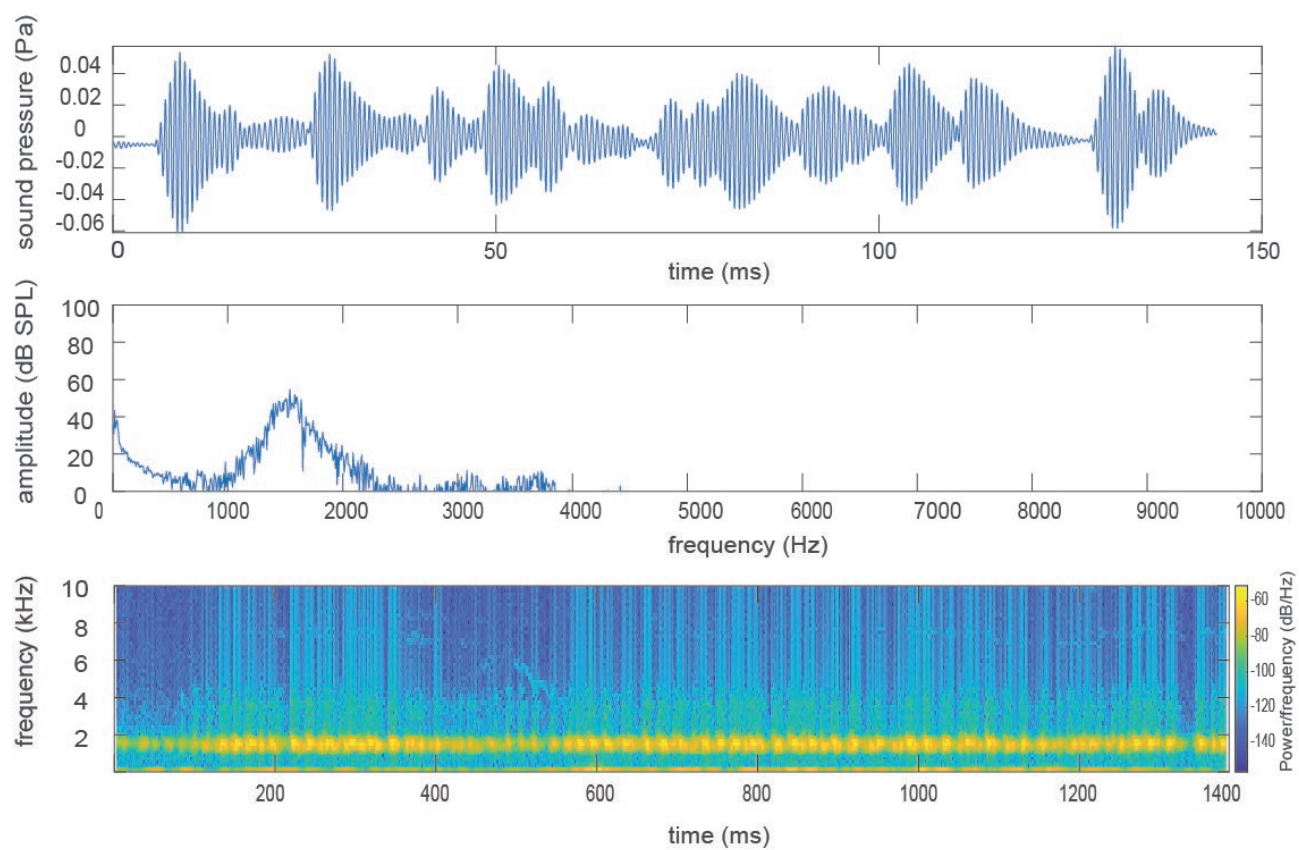 sound pressure (Pa)
0.04
0.02
0
-0.02
-0.04
-0.06
0 50 100 150
time (ms)
amplitude (dB SPL)
100
80
60
40
20
0
0 1000 2000 3000 4000 5000 6000 7000 8000 9000 10000
frequency (Hz)
frequency (kHz)
10
8
6
4
2
200 400 600 800 1000 1200 1400
time (ms)
-60
-80
-100
-120
-140
Power/frequency (dB/Hz)